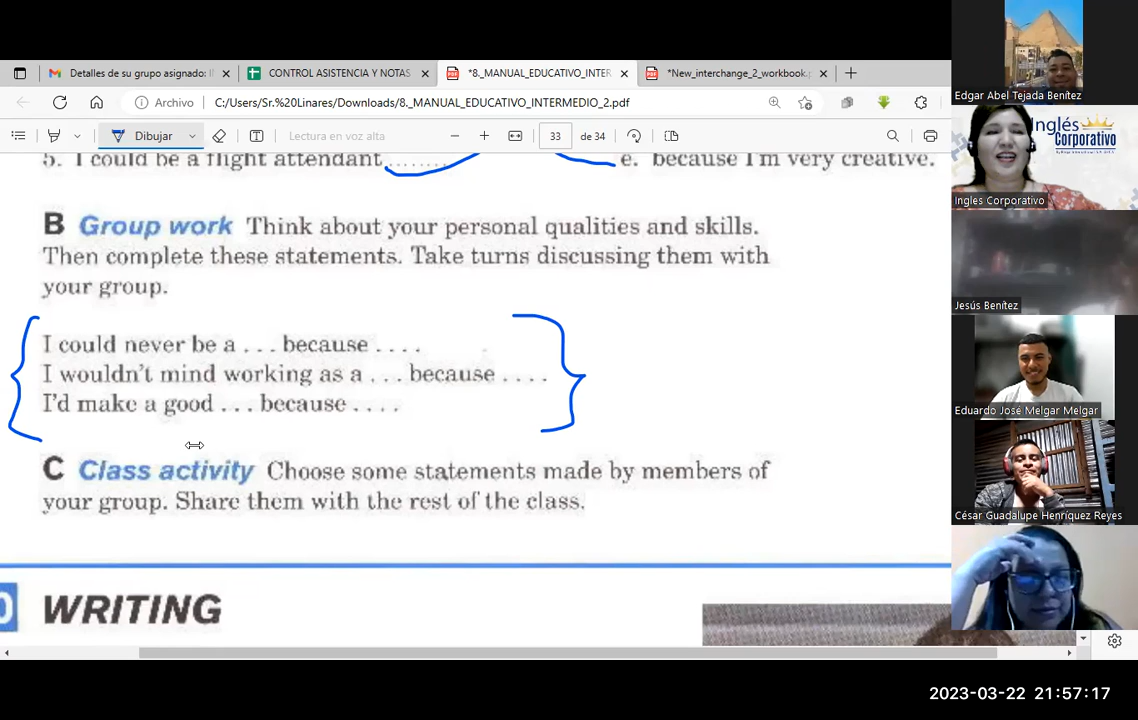 Detalles de su grupo asignado: II
CONTROL ASISTENCIA Y NOTAS
*8._MANUAL_EDUCATIVO_INTER
*New_interchange_2_workbook.p
Archivo
C:/Users/Sr.%20Linares/Downloads/8._MANUAL_EDUCATIVO_INTERMEDIO_2.pdf
Dibujar
Lectura en voz alta
33
de 34
5. I could be a flight attendant ........ e. because I'm very creative.
B Group work Think about your personal qualities and skills.
Then complete these statements. Take turns discussing them with
your group.
I could never be a . . . because . . . .
I wouldn't mind working as a . . . because . . . .
I'd make a good . . . because . . . .
C Class activity Choose some statements made by members of
your group. Share them with the rest of the class.
WRITING
Edgar Abel Tejada Benítez
Inglés
Corporativo
Ingles Corporativo
Jesús Benítez
Eduardo José Melgar Melgar
César Guadalupe Henríquez Reyes
2023-03-22 21:57:17